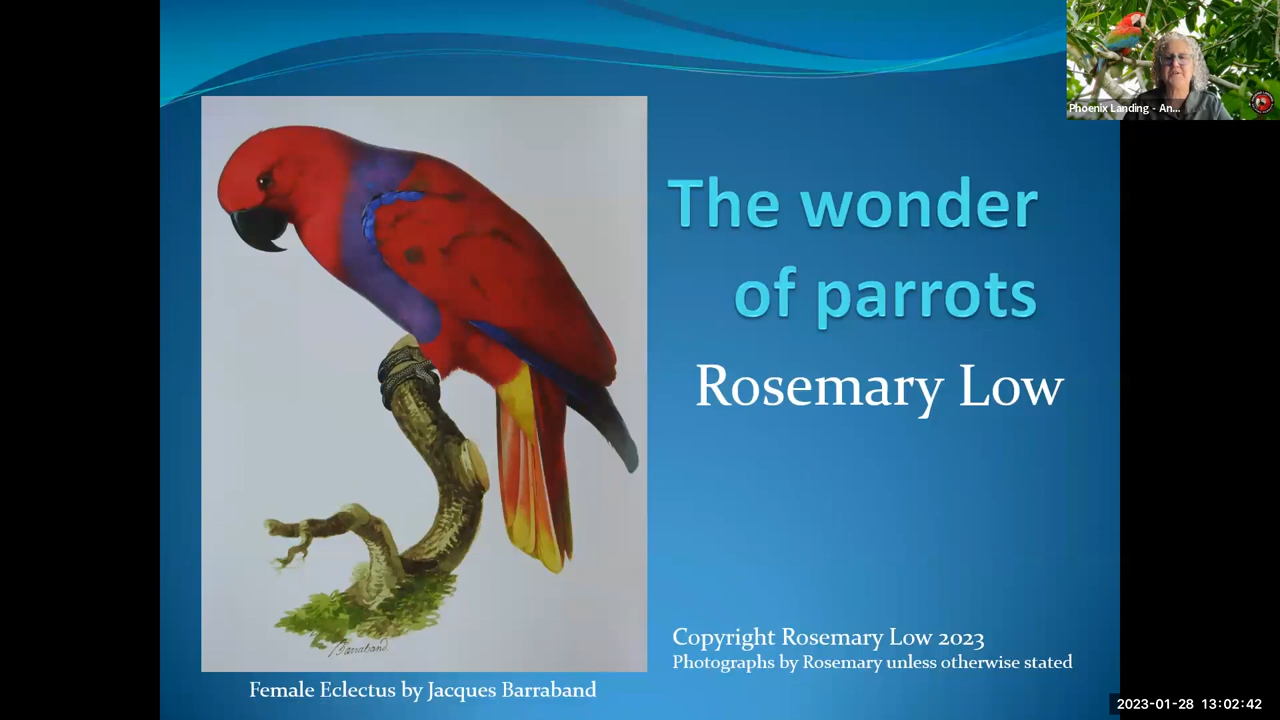 Phoenix Landing - An...
The wonder
of parrots
Rosemary Low
Barraband.
Copyright Rosemary Low 2023
Photographs by Rosemary unless otherwise stated
Female Eclectus by Jacques Barraband
2023-01-28 13:02:42